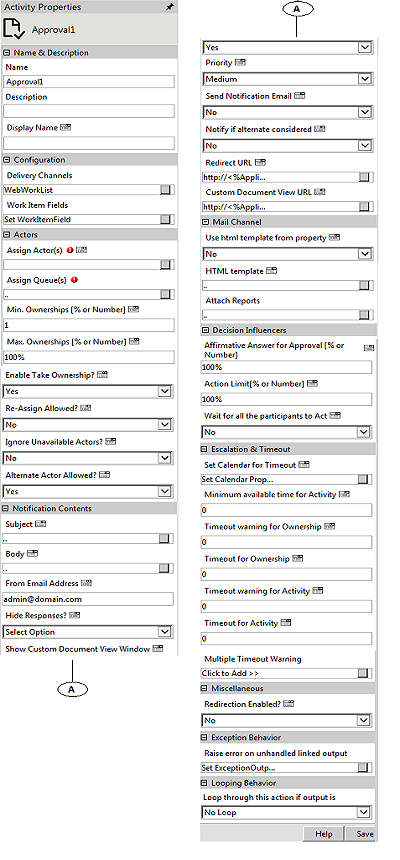 Activity Properties
Approval1
Name & Description
Name
Approval1
Description
Display Name
Configuration
Delivery Channels
WebWorkList
Work Item Fields
Set WorkItemField
Actors
Assign Actor(s)
Assign Queue(s)
..
Min. Ownerships [% or Number]
1
Max. Ownerships [% or Number]
100%
Enable Take Ownership?
Yes
Re-Assign Allowed?
No
Ignore Unavailable Actors?
No
Alternate Actor Allowed?
Yes
Notification Contents
Subject
..
Body
..
From Email Address
admin@domain.com
Hide Responses?
Select Option
Show Custom Document View Window
A
A
Yes
Priority
Medium
Send Notification Email
No
Notify if alternate considered
No
Redirect URL
http://<%Appli...
Custom Document View URL
http://<%Appli...
Mail Channel
Use html template from property
No
HTML template
..
Attach Reports
..
Decision Influencers
Affirmative Answer for Approval [% or
Number]
100%
Action Limit[% or Number]
100%
Wait for all the participants to Act
No
Escalation & Timeout
Set Calendar for Timeout
Set Calendar Prop...
Minimum available time for Activity
0
Timeout warning for Ownership
0
Timeout for Ownership
0
Timeout warning for Activity
0
Timeout for Activity
0
Multiple Timeout Warning
Click to Add >>
Miscellaneous
Redirection Enabled?
No
Exception Behavior
Raise error on unhandled linked output
Set ExceptionOutp...
Looping Behavior
Loop through this action if output is
No Loop
Help Save